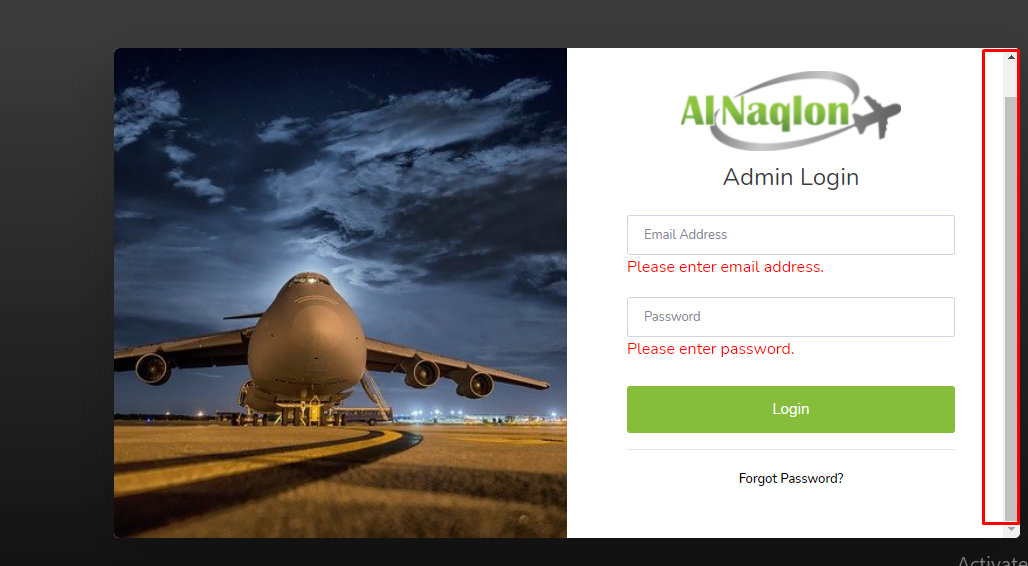 AlNaqlon
Admin Login
Email Address
Please enter email address.
Password
Please enter password.
Login
Forgot Password?
Activate